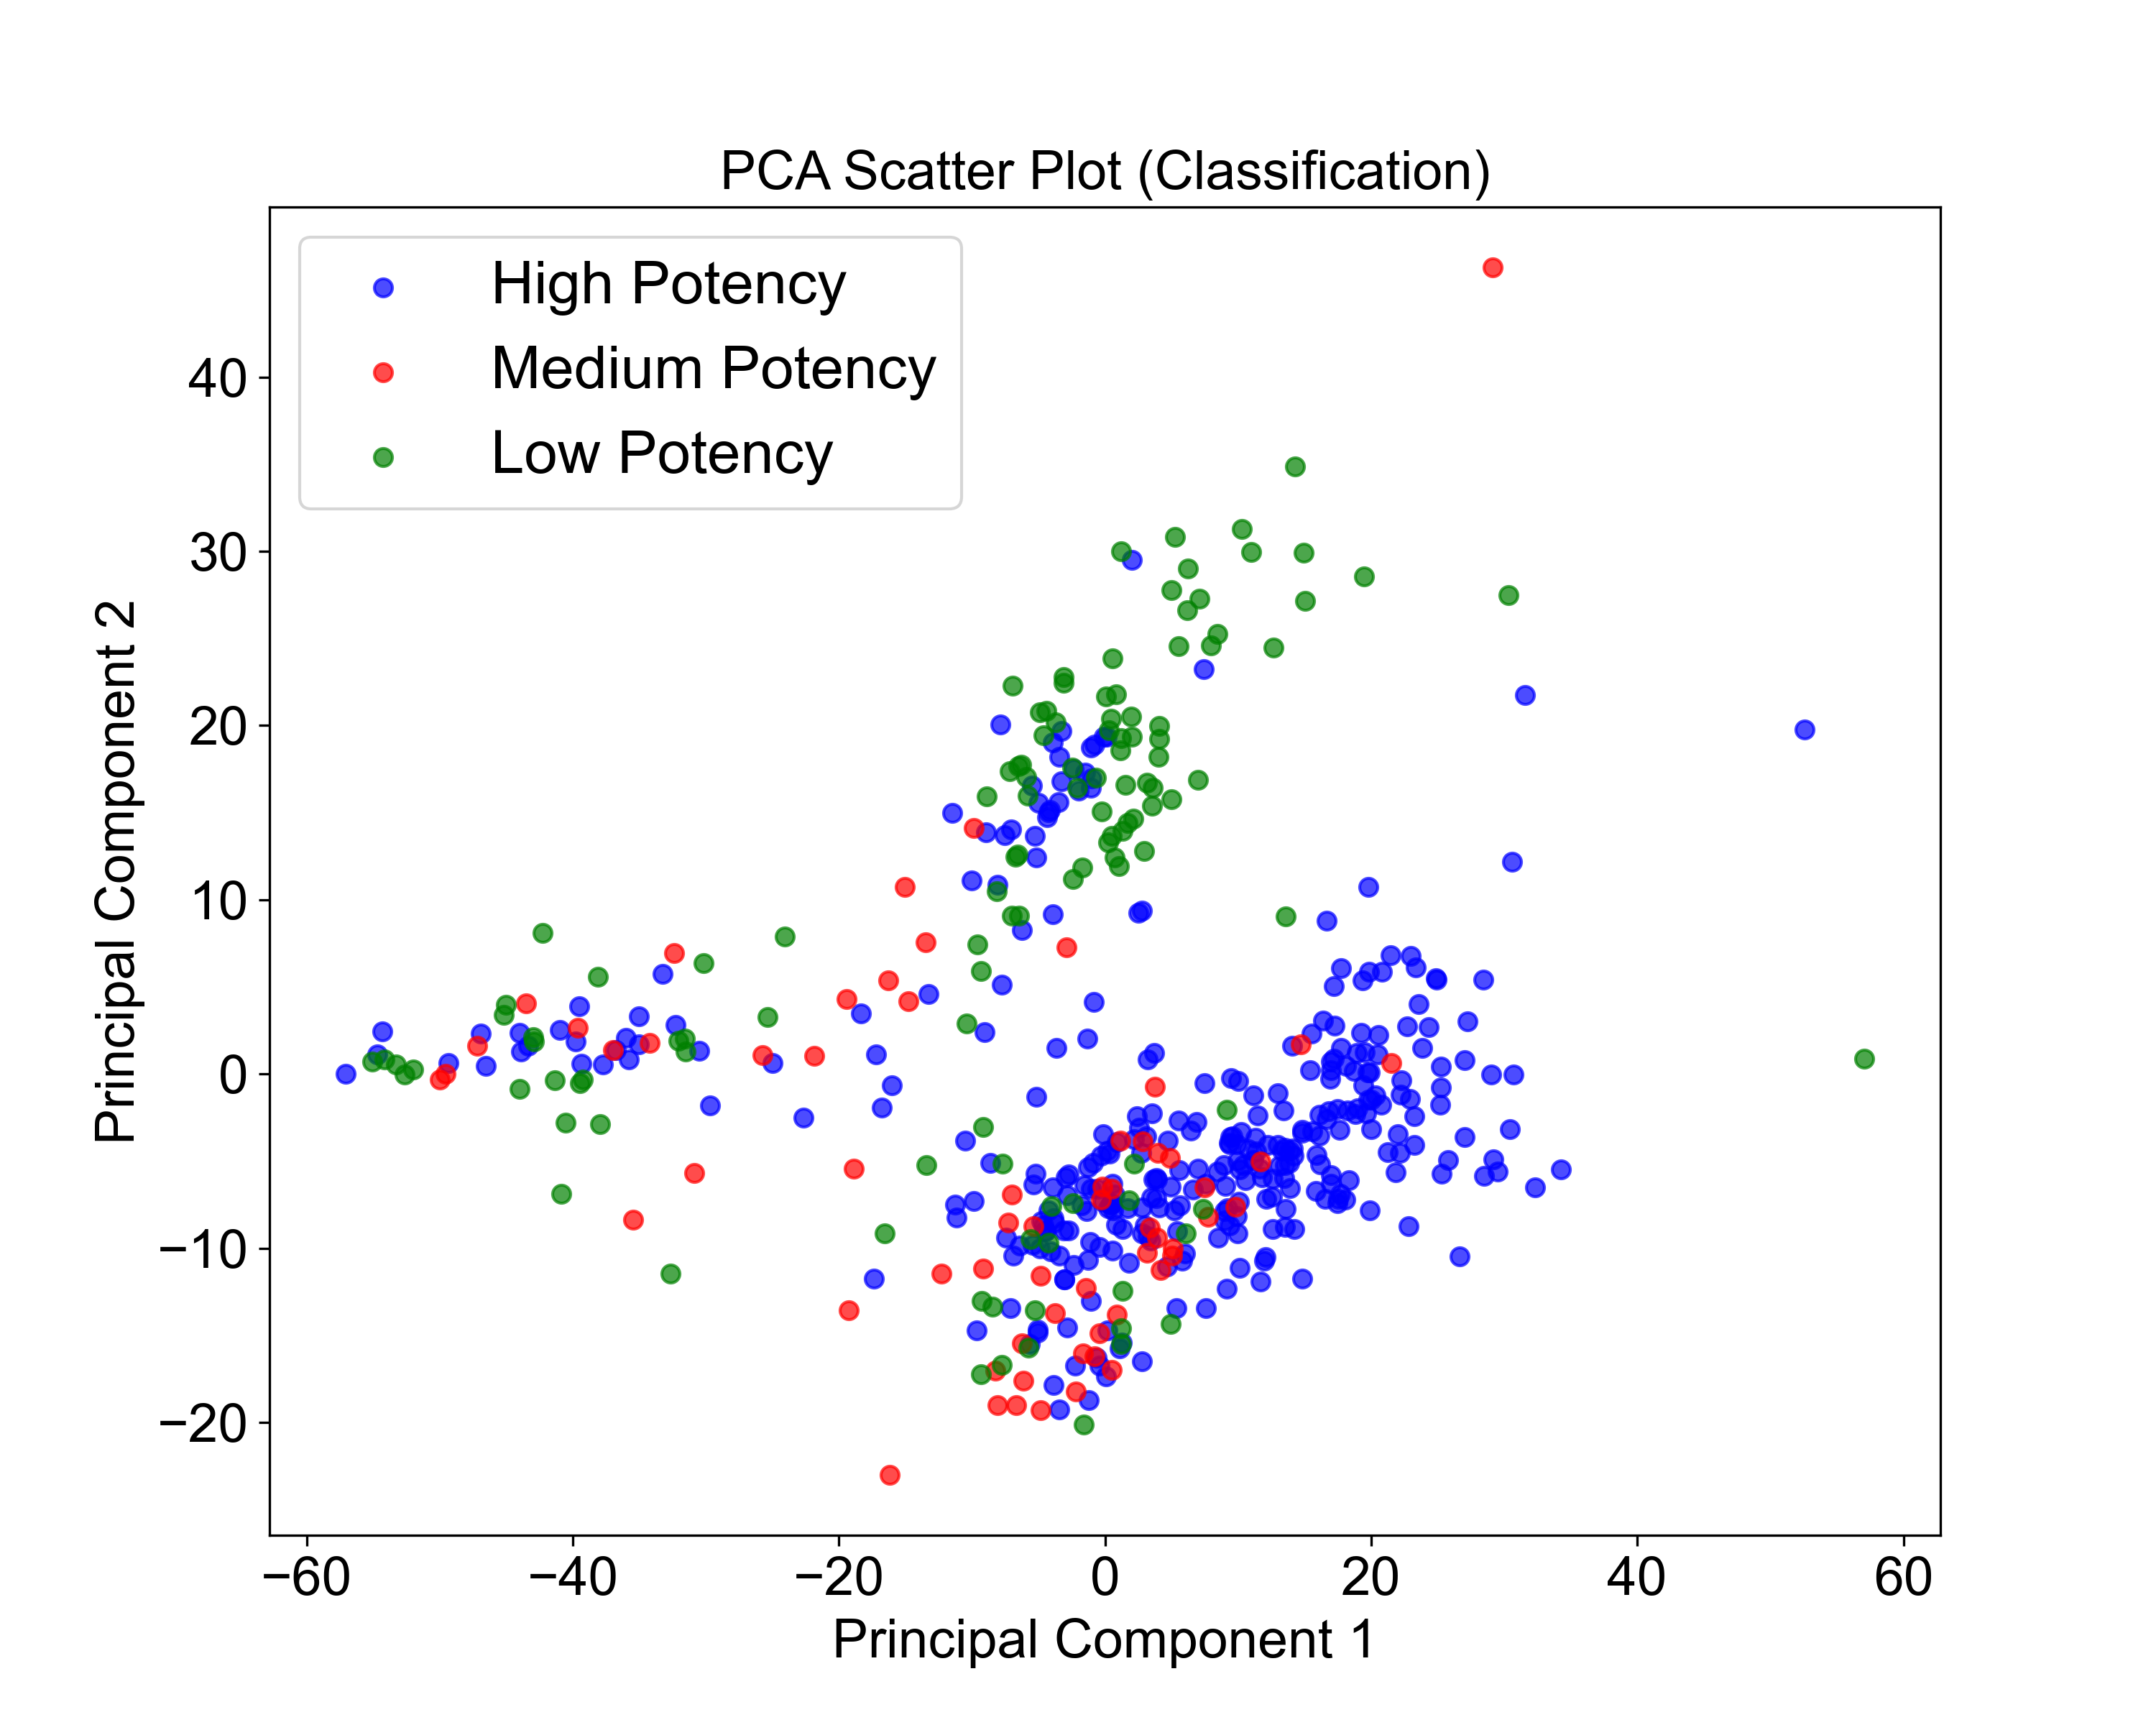 PCA Scatter Plot (Classification)
High Potency
Medium Potency
Low Potency
Principal Component 2
40
30
20
10
0
−10
−20
−60 −40 −20 0 20 40 60
Principal Component 1